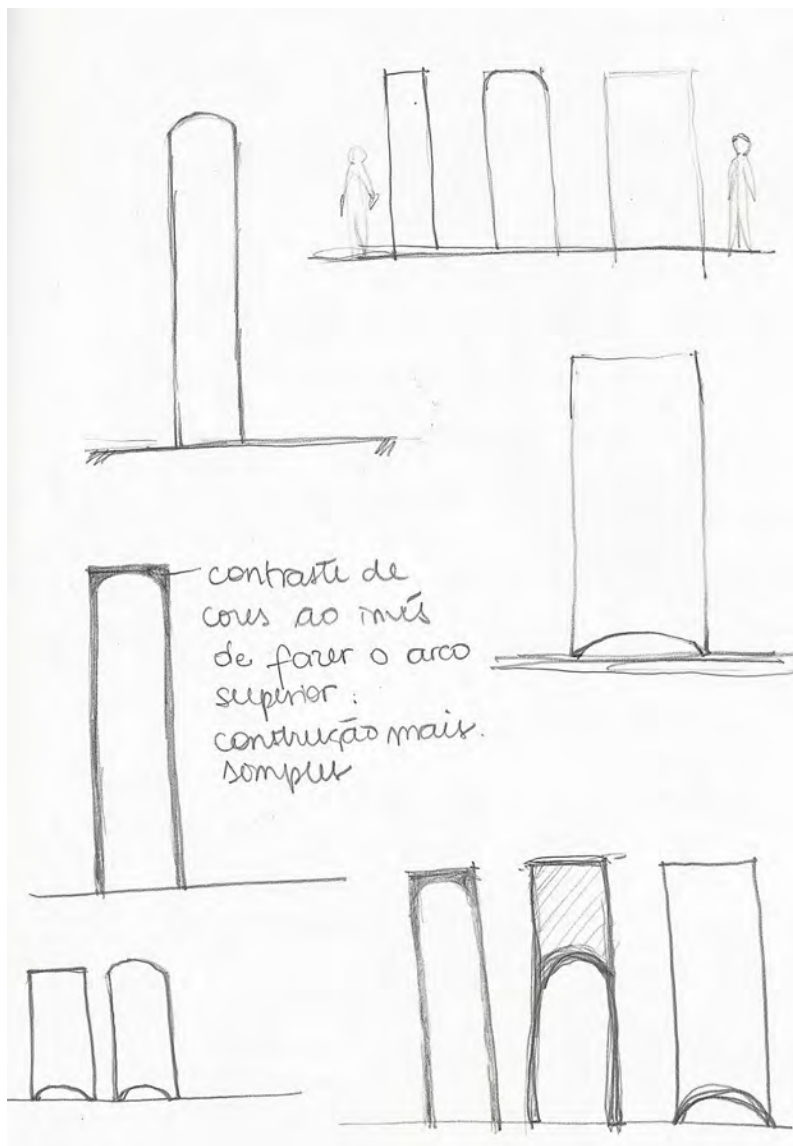 contraste de
cores ao invés
de fazer o arco
superior:
construção mais
simples